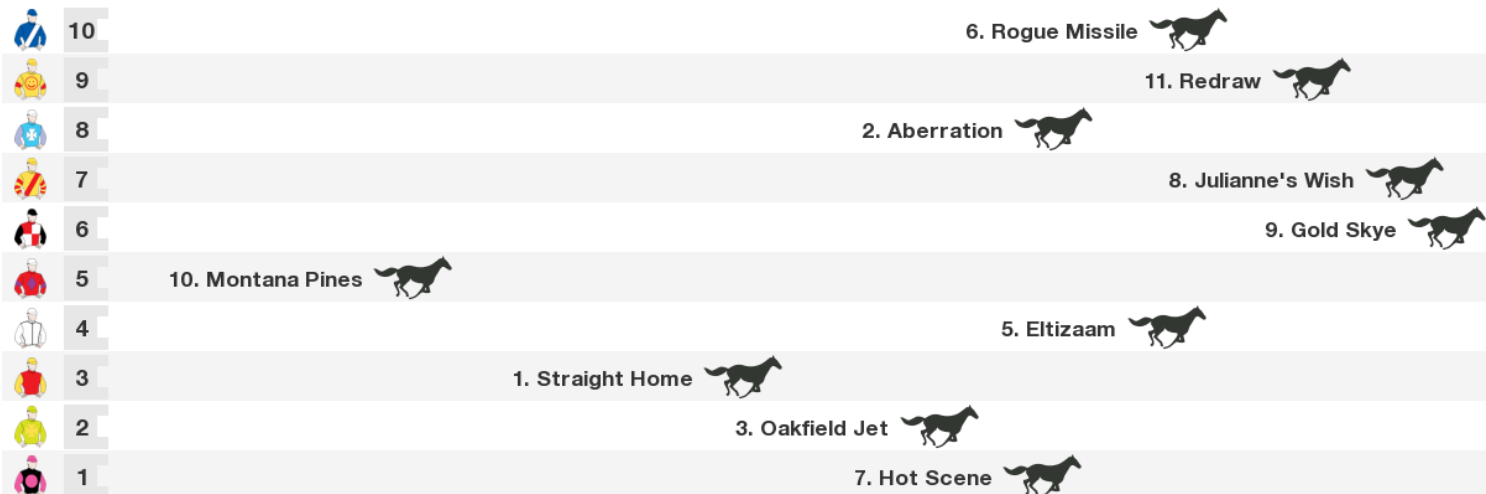 10 6. Rogue Missile
9 11. Redraw
8 2. Aberration
7 8. Julianne's Wish
6 9. Gold Skye
5 10. Montana Pines
4 5. Eltizaam
3 1. Straight Home
2 3. Oakfield Jet
1 7. Hot Scene